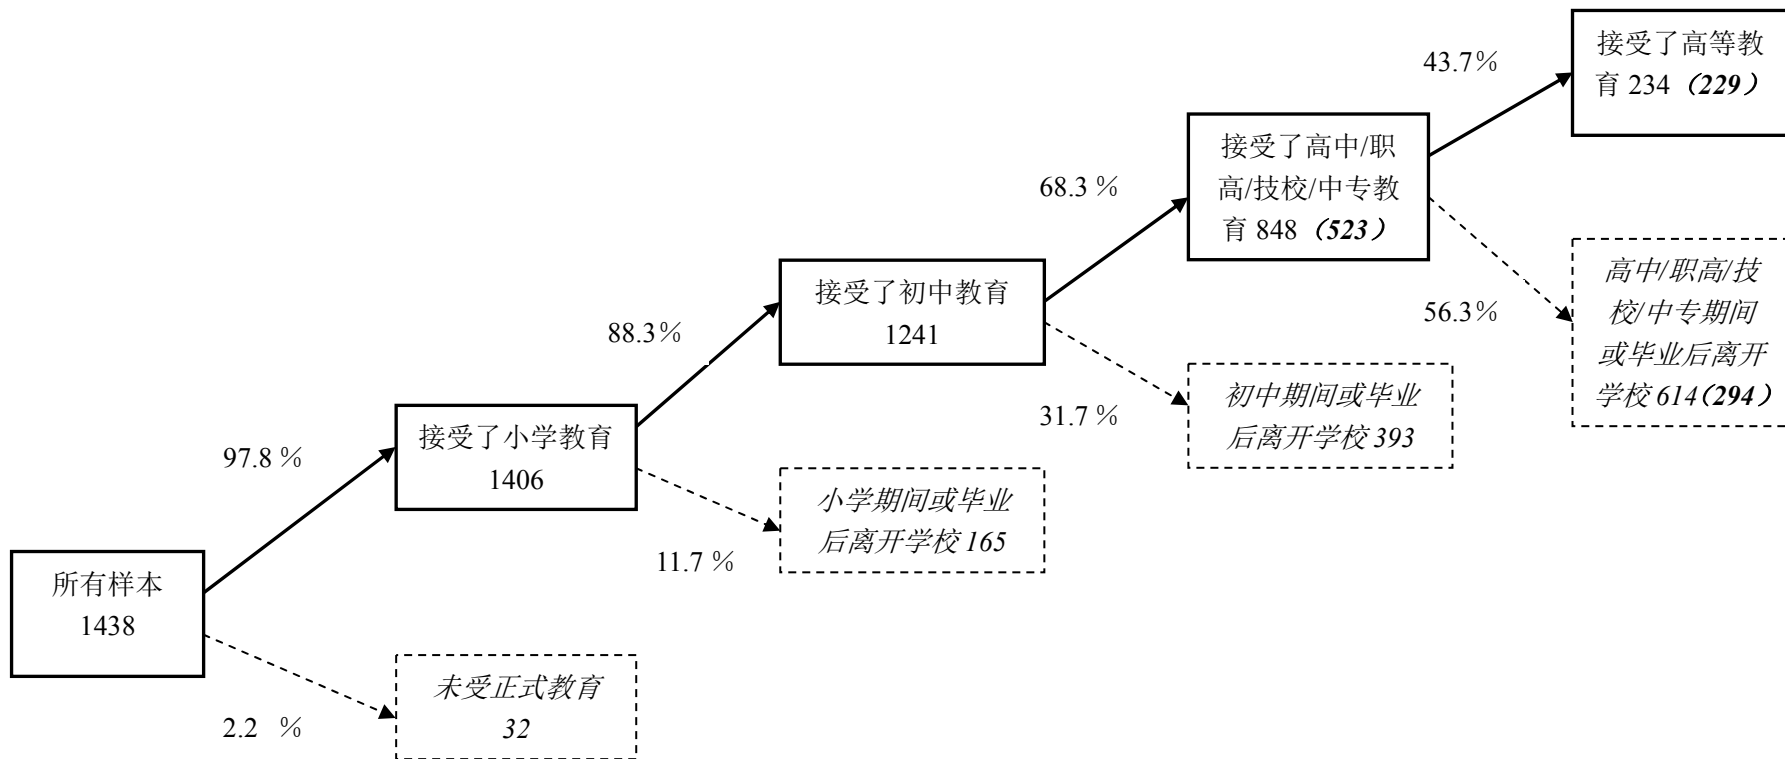 接受了高等教
育 234（229）
43.7%
接受了高中/职
高/技校/中专教
育 848（523）
68.3 %
高中/职高/技
校/中专期间
或毕业后离开
学校 614(294）
56.3%
接受了初中教育
1241
88.3%
初中期间或毕业
后离开学校 393
31.7 %
接受了小学教育
1406
97.8 %
小学期间或毕业
后离开学校 165
11.7 %
所有样本
1438
未受正式教育
32
2.2 %